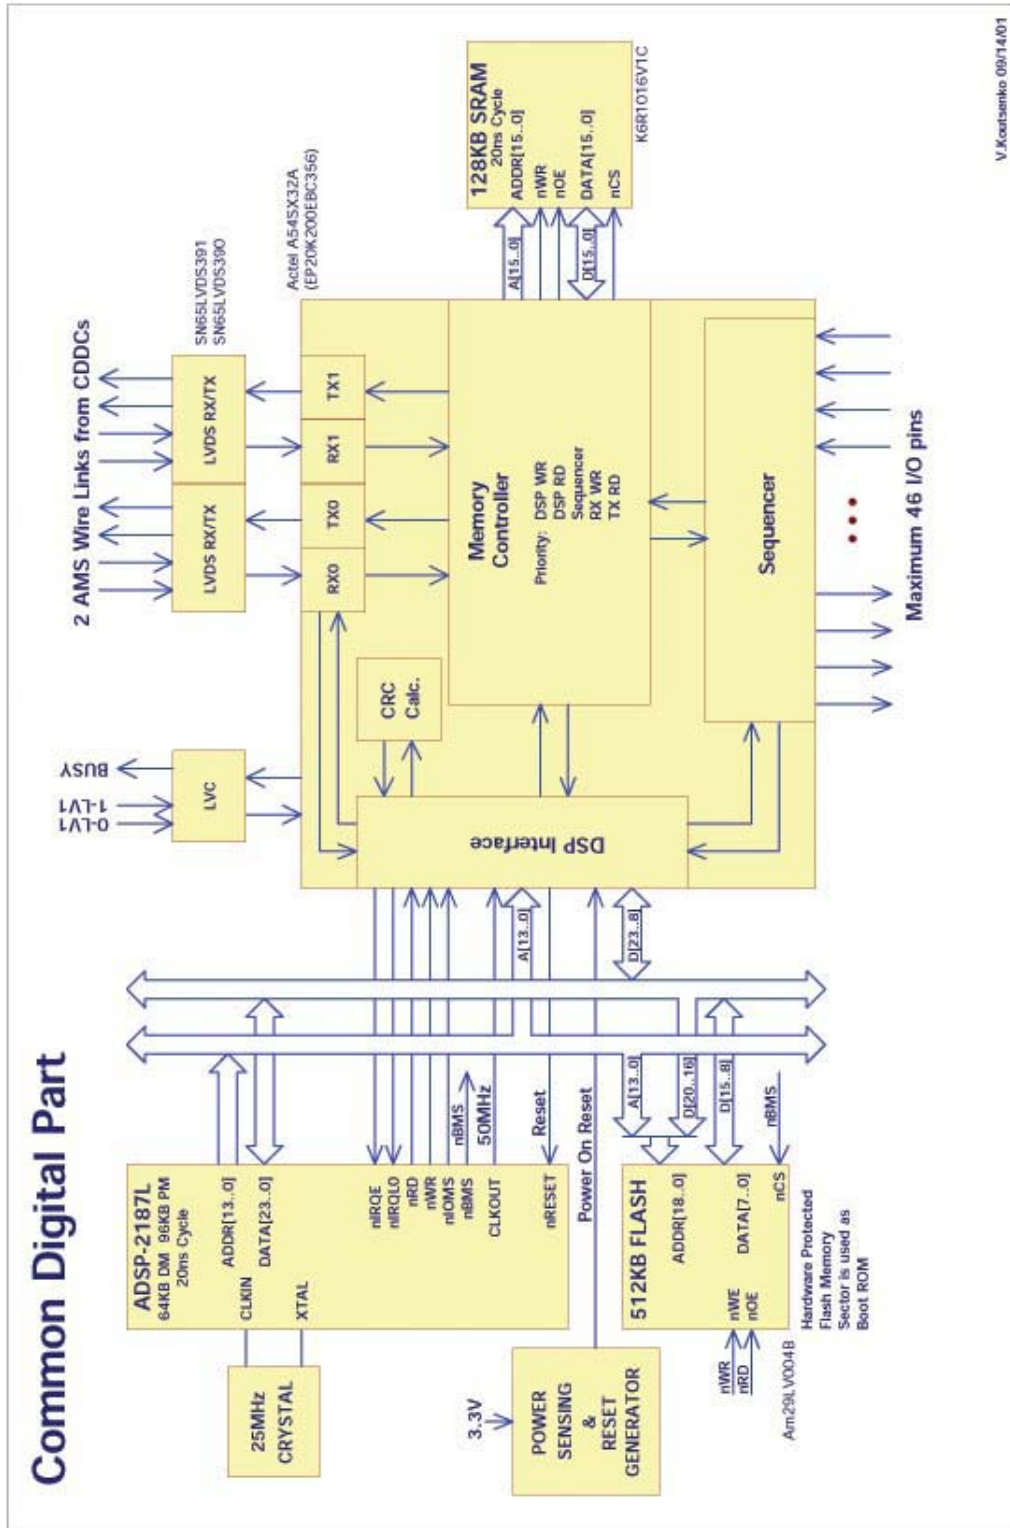 Common Digital Part
25MHz
CRYSTAL
ADSP-2187L
64KB DM 96KB PM
20ns Cycle
CLKIN
XTAL
ADDR[13..0]
DATA[23..0]
nIRQE
nIRQL0
nRD
nWR
nIOMS
nBMS
CLKOUT
nRESET
nBMS
50MHz
Reset
Power On Reset
3.3V
POWER
SENSING
&
RESET
GENERATOR
512KB FLASH
ADDR[18..0]
DATA[7..0]
nWE
nOE
nCS
nWR
nRD
nBMS
Am29LV004B
Hardware Protected
Flash Memory
Sector is used as
Boot ROM
A[13..0]
D[20..16]
D[15..8]
A[13..0]
D[23..8]
0-LV1
1-LV1
BUSY
LVC
2 AMS Wire Links from CDDCs
LVDS RX/TX
LVDS RX/TX
SN65LVDS391
SN65LVDS390
Actel A54SX32A
(EP20K200EBC356)
RX0
TX0
RX1
TX1
CRC
Calc.
DSP Interface
Memory
Controller
Priority: DSP WR
DSP RD
Sequencer
RX WR
TX RD
Sequencer
Maximum 46 I/O pins
A[15..0]
D[15..0]
128KB SRAM
20ns Cycle
ADDR[15..0]
nWR
nOE
DATA[15..0]
nCS
K6R1016V1C
V.Koutsenko 09/14/01